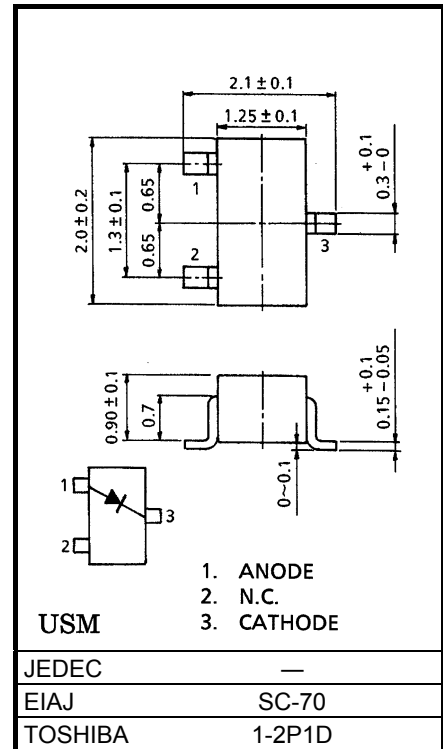 2.1±0.1
1.25±0.1
+0.1
0.3-0
2.0±0.2
1.3±0.1
0.65
0.65
1
2
3
0.90±0.1
0.7
+0.1
0.15-0.05
0~0.1
1
3
2
1. ANODE
2. N.C.
3. CATHODE
USM
JEDEC —
EIAJ SC-70
TOSHIBA 1-2P1D